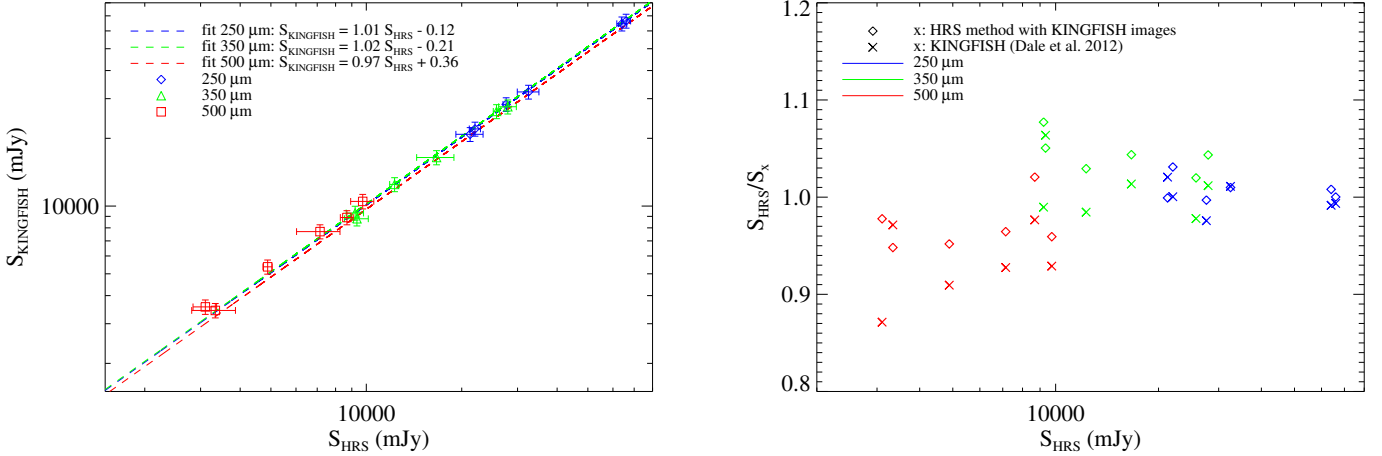 fit 250 μm: S_KINGFISH = 1.01 S_HRS - 0.12
fit 350 μm: S_KINGFISH = 1.02 S_HRS - 0.21
fit 500 μm: S_KINGFISH = 0.97 S_HRS + 0.36
250 μm
350 μm
500 μm
10000
S_KINGFISH (mJy)
10000
S_HRS (mJy)
1.2
1.1
1.0
0.9
0.8
S_HRS/S_x
x: HRS method with KINGFISH images
x: KINGFISH (Dale et al. 2012)
250 μm
350 μm
500 μm
10000
S_HRS (mJy)